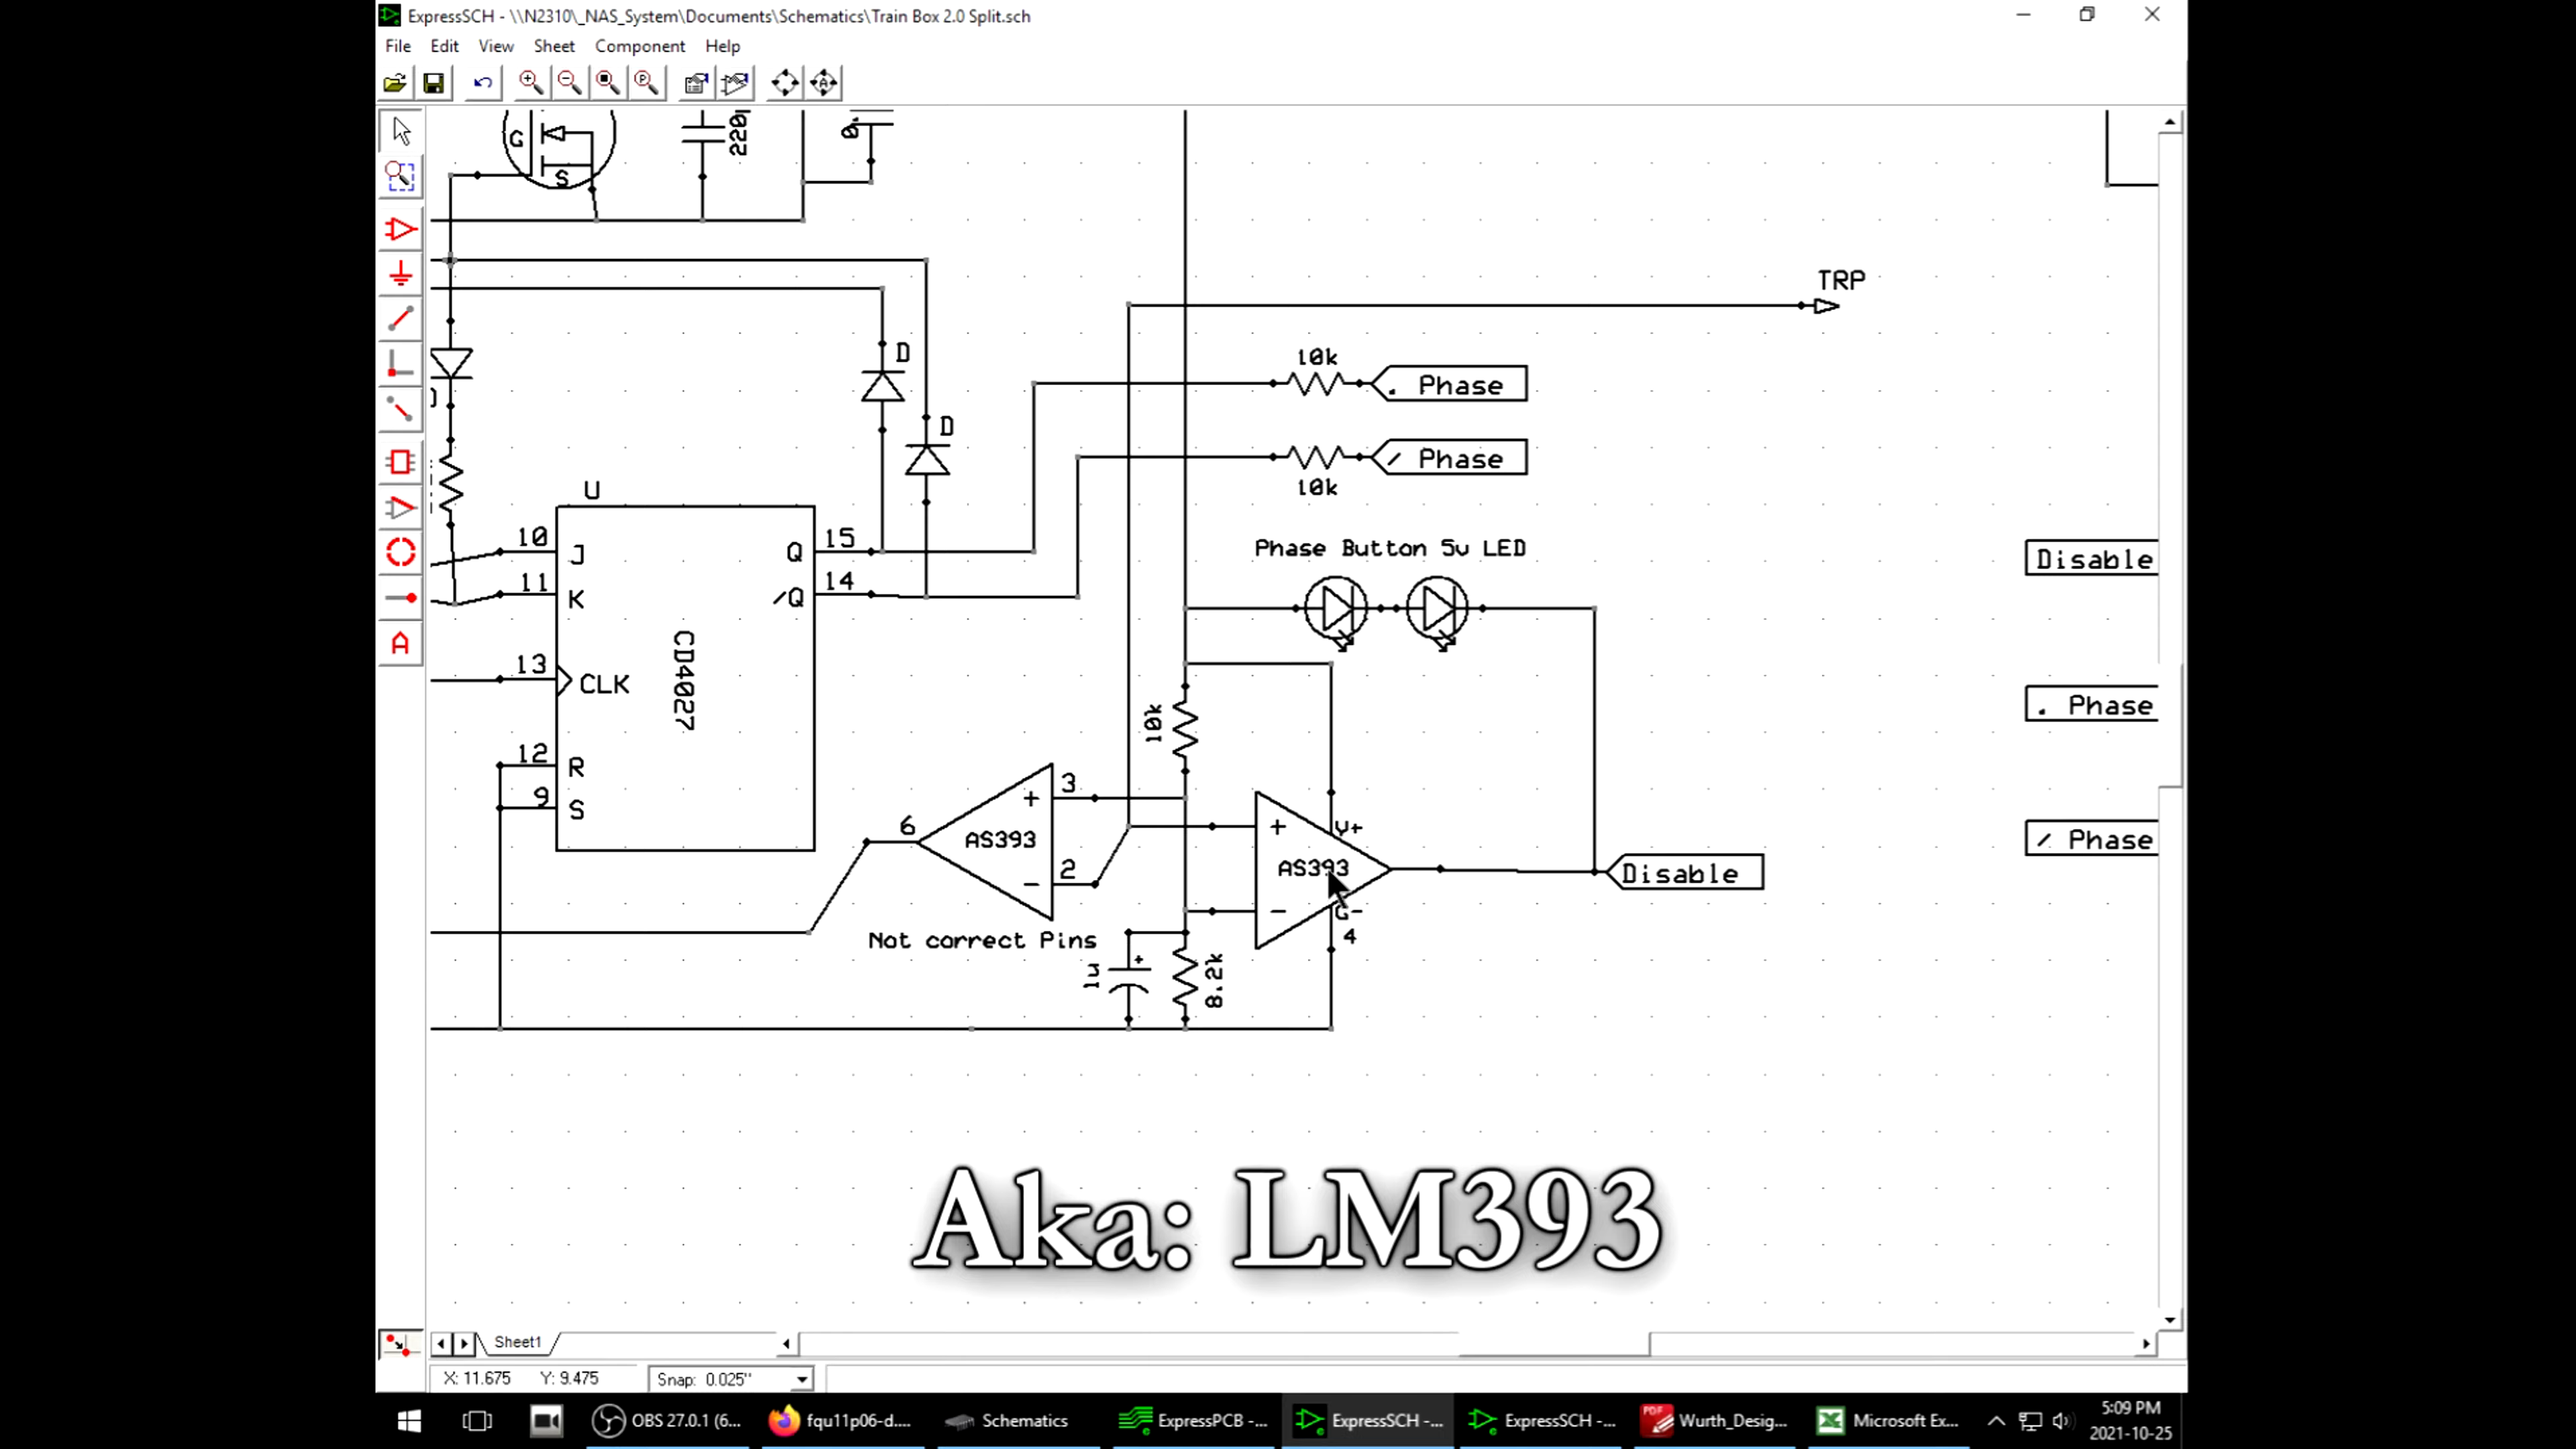 ExpressSCH - \\N2310\_NAS_System\Documents\Schematics\Train Box 2.0 Split.sch
File Edit View Sheet Component Help
G
S
220
TRP
D
D
10k
. Phase
/ Phase
10k
U
10 J
Q 15
11 K
/Q 14
13 CLK
CD4027
12 R
9 S
Phase Button 5v LED
Disable
. Phase
/ Phase
10k
3 +
6
AS393
2 -
+ V+
AS393
- G-
4
Disable
Not correct Pins
1u +
8.2k
Aka: LM393
Sheet1
X: 11.675 Y: 9.475 Snap: 0.025"
OBS 27.0.1 (6... fqu11p06-d.... Schematics ExpressPCB -... ExpressSCH -... ExpressSCH -... Wurth_Desig... Microsoft Ex... 5:09 PM
2021-10-25